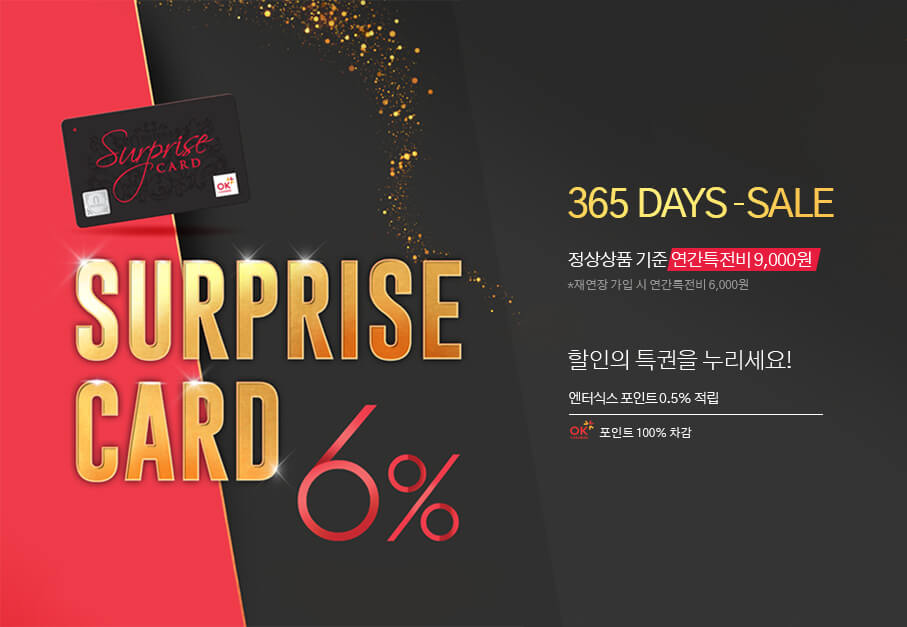 Surprise
CARD
OK
SURPRISE
CARD
6%
365 DAYS -SALE
정상상품 기준 연간특전비 9,000원
*재연장 가입 시 연간특전비 6,000원
할인의 특권을 누리세요!
엔터식스 포인트 0.5% 적립
OK 포인트 100% 차감